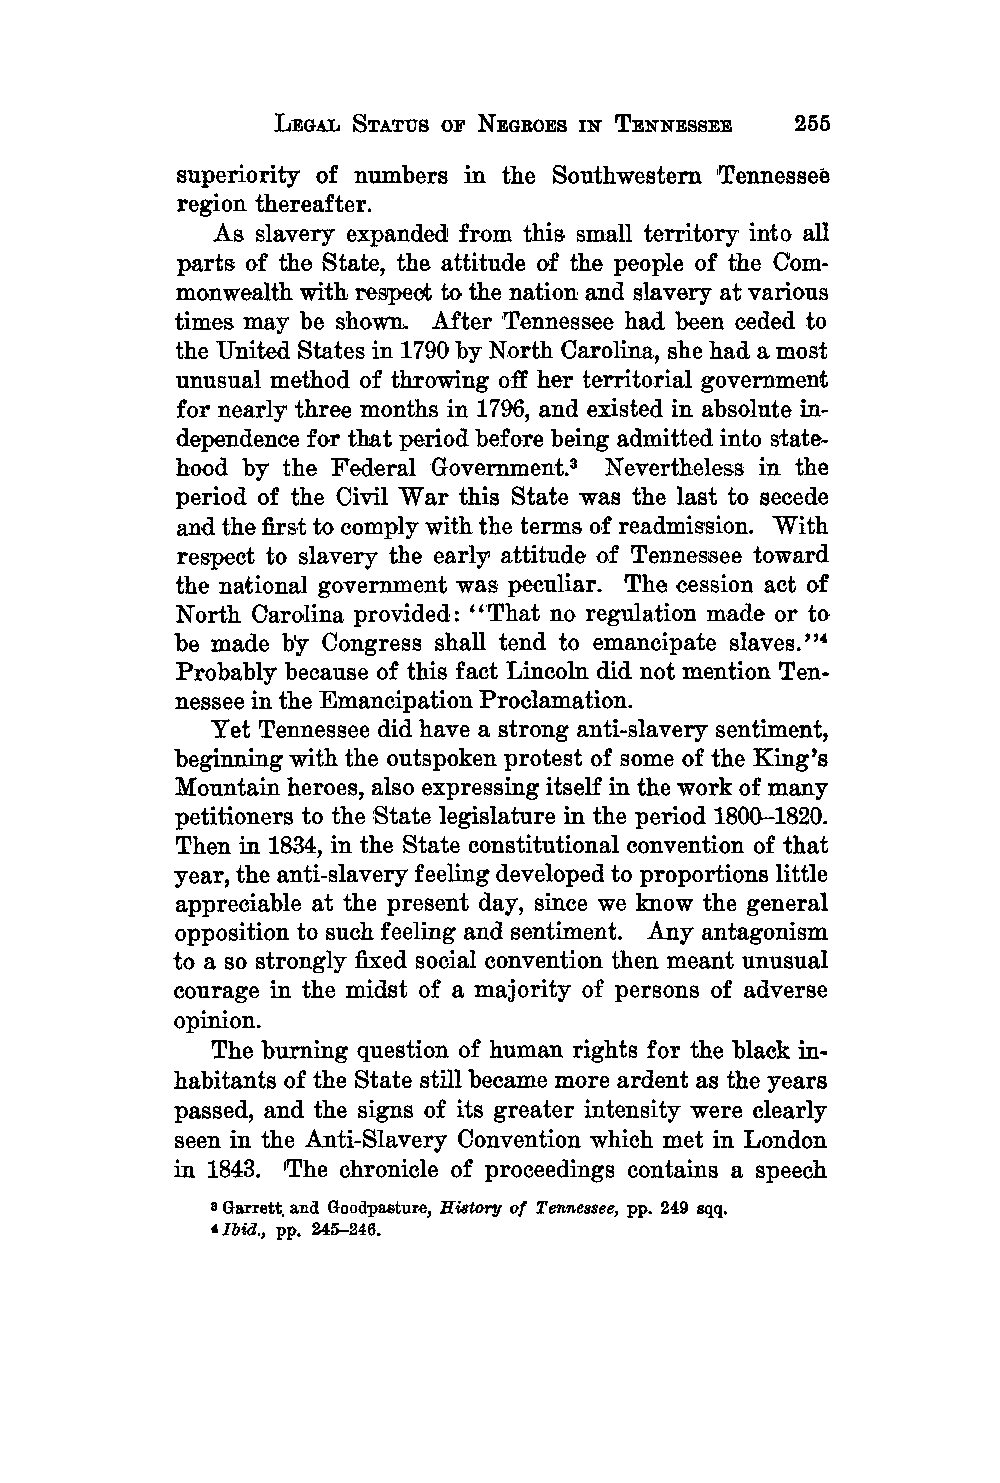 Legal Status of Negroes in Tennessee 255
superiority of numbers in the Southwestern Tennessee
region thereafter.
As slavery expanded from this small territory into all
parts of the State, the attitude of the people of the Com-
monwealth with respect to the nation and slavery at various
times may be shown. After Tennessee had been ceded to
the United States in 1790 by North Carolina, she had a most
unusual method of throwing off her territorial government
for nearly three months in 1796, and existed in absolute in-
dependence for that period before being admitted into state-
hood by the Federal Government.³ Nevertheless in the
period of the Civil War this State was the last to secede
and the first to comply with the terms of readmission. With
respect to slavery the early attitude of Tennessee toward
the national government was peculiar. The cession act of
North Carolina provided: "That no regulation made or to
be made by Congress shall tend to emancipate slaves."⁴
Probably because of this fact Lincoln did not mention Ten-
nessee in the Emancipation Proclamation.
Yet Tennessee did have a strong anti-slavery sentiment,
beginning with the outspoken protest of some of the King's
Mountain heroes, also expressing itself in the work of many
petitioners to the State legislature in the period 1800–1820.
Then in 1834, in the State constitutional convention of that
year, the anti-slavery feeling developed to proportions little
appreciable at the present day, since we know the general
opposition to such feeling and sentiment. Any antagonism
to a so strongly fixed social convention then meant unusual
courage in the midst of a majority of persons of adverse
opinion.
The burning question of human rights for the black in-
habitants of the State still became more ardent as the years
passed, and the signs of its greater intensity were clearly
seen in the Anti-Slavery Convention which met in London
in 1843. The chronicle of proceedings contains a speech
³ Garrett and Goodpasture, History of Tennessee, pp. 249 sqq.
⁴ Ibid., pp. 245–246.